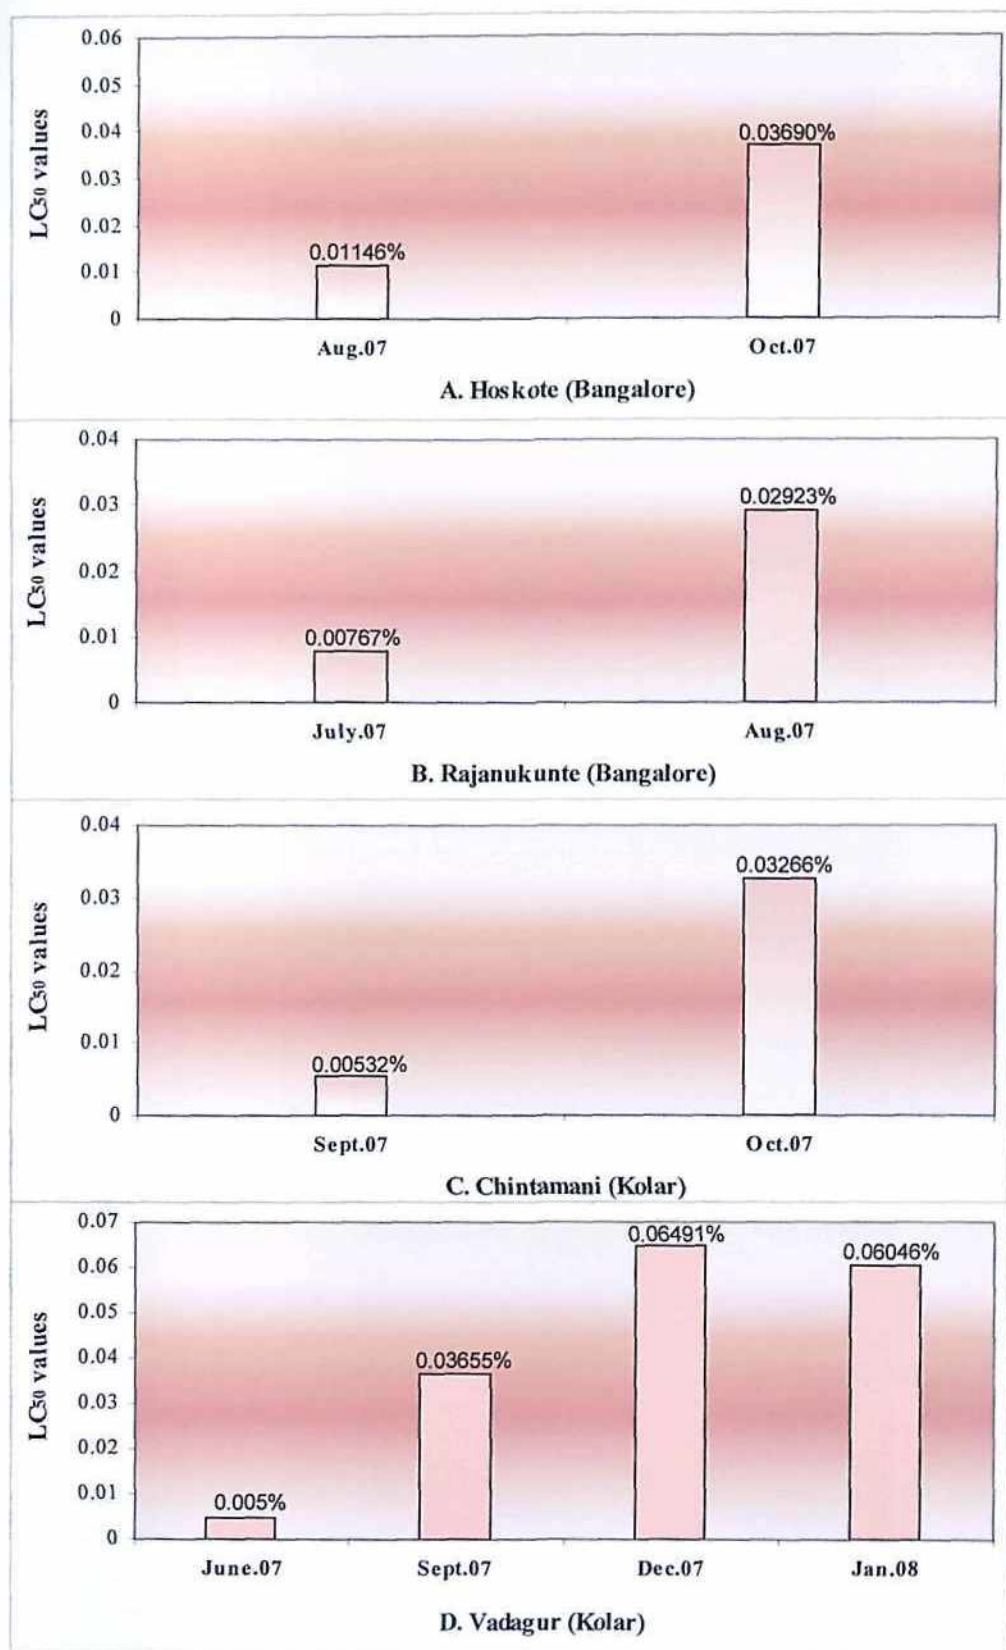 0.06
0.05
0.04
0.03
0.02
0.01
0
LC50 values
0.01146%
0.03690%
Aug.07
Oct.07
A. Hoskote (Bangalore)
0.04
0.03
0.02
0.01
0
LC50 values
0.00767%
0.02923%
July.07
Aug.07
B. Rajanukunte (Bangalore)
0.04
0.03
0.02
0.01
0
LC50 values
0.00532%
0.03266%
Sept.07
Oct.07
C. Chintamani (Kolar)
0.07
0.06
0.05
0.04
0.03
0.02
0.01
0
LC50 values
0.005%
0.03655%
0.06491%
0.06046%
June.07
Sept.07
Dec.07
Jan.08
D. Vadagur (Kolar)